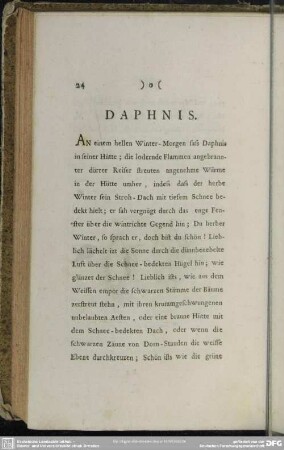 24 ) o (
DAPHNIS.
AN einem hellen Winter-Morgen saß Daphnis
in seiner Hütte; die lodernde Flammen angebrann-
ter dürrer Reiser streuten angenehme Wärme
in der Hütte umher, indeß daß der herbe
Winter sein Stroh-Dach mit tiefem Schnee be-
dekt hielt; er sah vergnügt durch das enge Fen-
ster über die wintrichte Gegend hin; Du herber
Winter, so sprach er, doch bist du schön! Lieb-
lich lächelt izt die Sonne durch die dünnbenebelte
Luft über die Schnee-bedekten Hügel hin; wie
glänzet der Schnee! Lieblich ists, wie aus dem
Weissen empor die schwarzen Stämme der Bäume
zerstreut stehn, mit ihren krummgeschwungenen
unbelaubten Aesten, oder eine braune Hütte mit
dem Schnee-bedekten Dach, oder wenn die
schwarzen Zäune von Dorn-Stauden die weisse
Ebene durchkreuzen; Schön ists wie die grüne
DFG